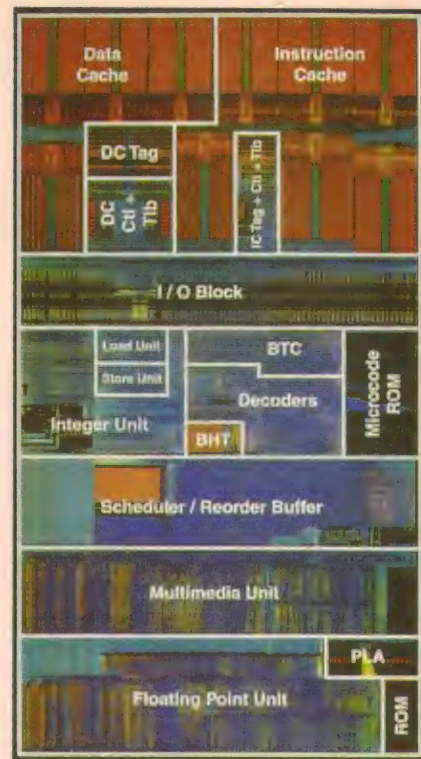 Data
Cache
Instruction
Cache
DC Tag
DC
Ctl +
Tlb
IC Tag + Ctl + Tlb
I / O Block
Load Unit
Store Unit
Integer Unit
BTC
Decoders
BHT
Microcode
ROM
Scheduler / Reorder Buffer
Multimedia Unit
PLA
Floating Point Unit
ROM